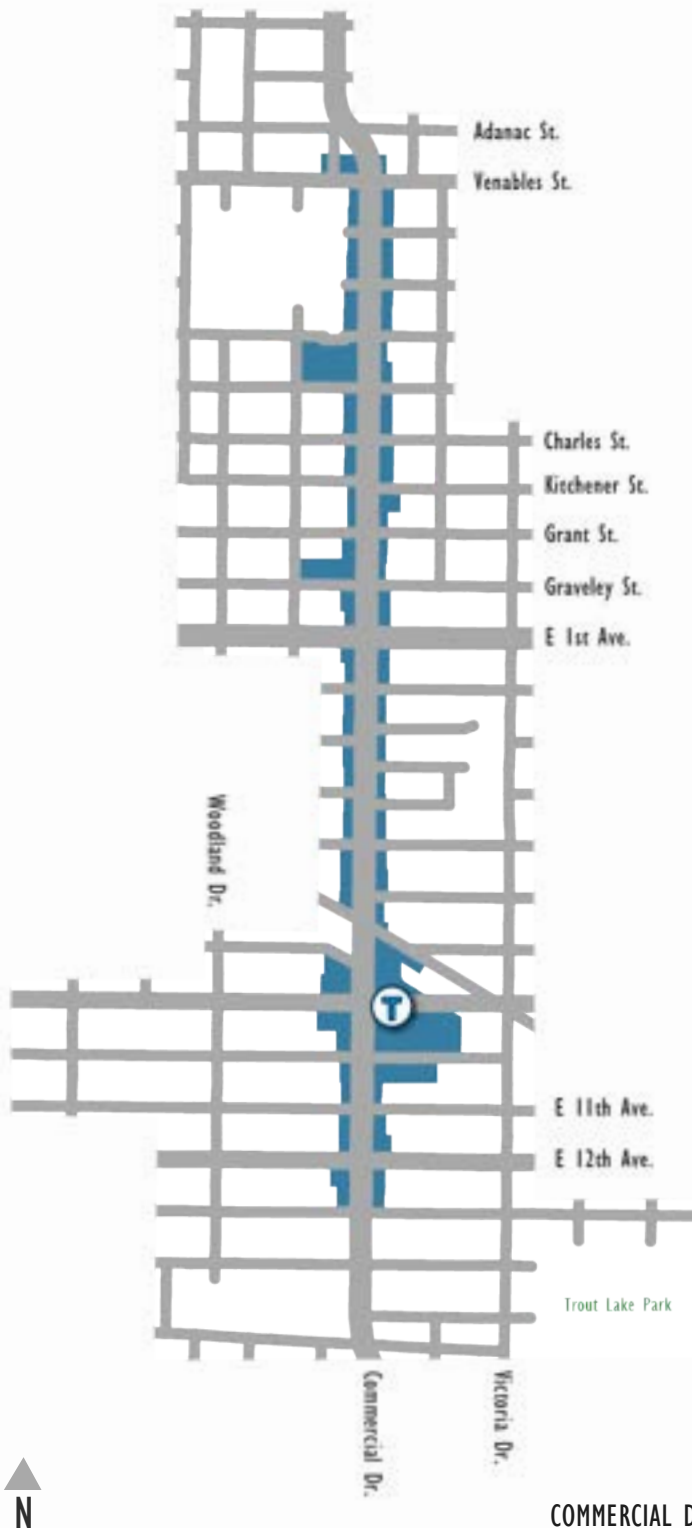 Adanac St.
Venables St.
Charles St.
Kitchener St.
Grant St.
Graveley St.
E 1st Ave.
Woodland Dr.
T
E 11th Ave.
E 12th Ave.
Trout Lake Park
Commercial Dr.
Victoria Dr.
N
COMMERCIAL D